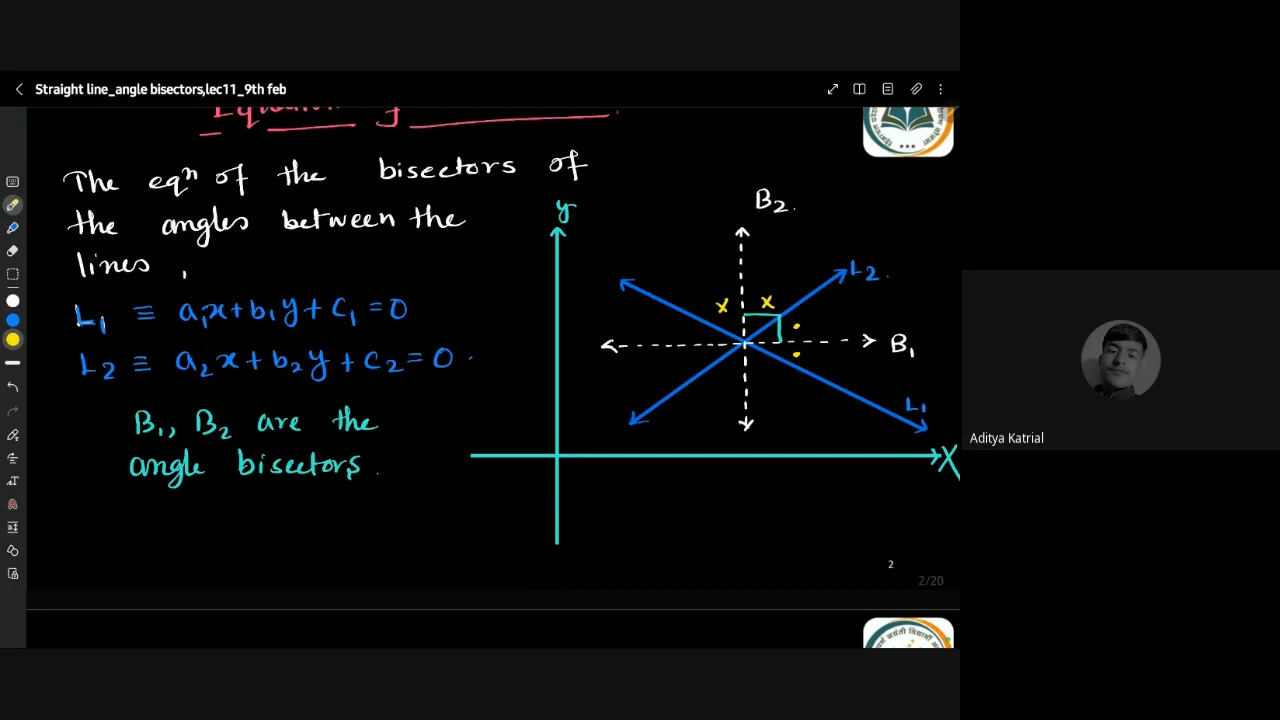 Straight line_angle bisectors,lec11_9th feb
The eqⁿ of the bisectors of
the angles between the
lines,
L₁ ≡ a₁x+b₁y+c₁=0
L₂ ≡ a₂x+b₂y+c₂=0.
B₁, B₂ are the
angle bisectors.
y
B₂.
L₂.
x x
B₁
L₁
X
2
2/20
Aditya Katrial